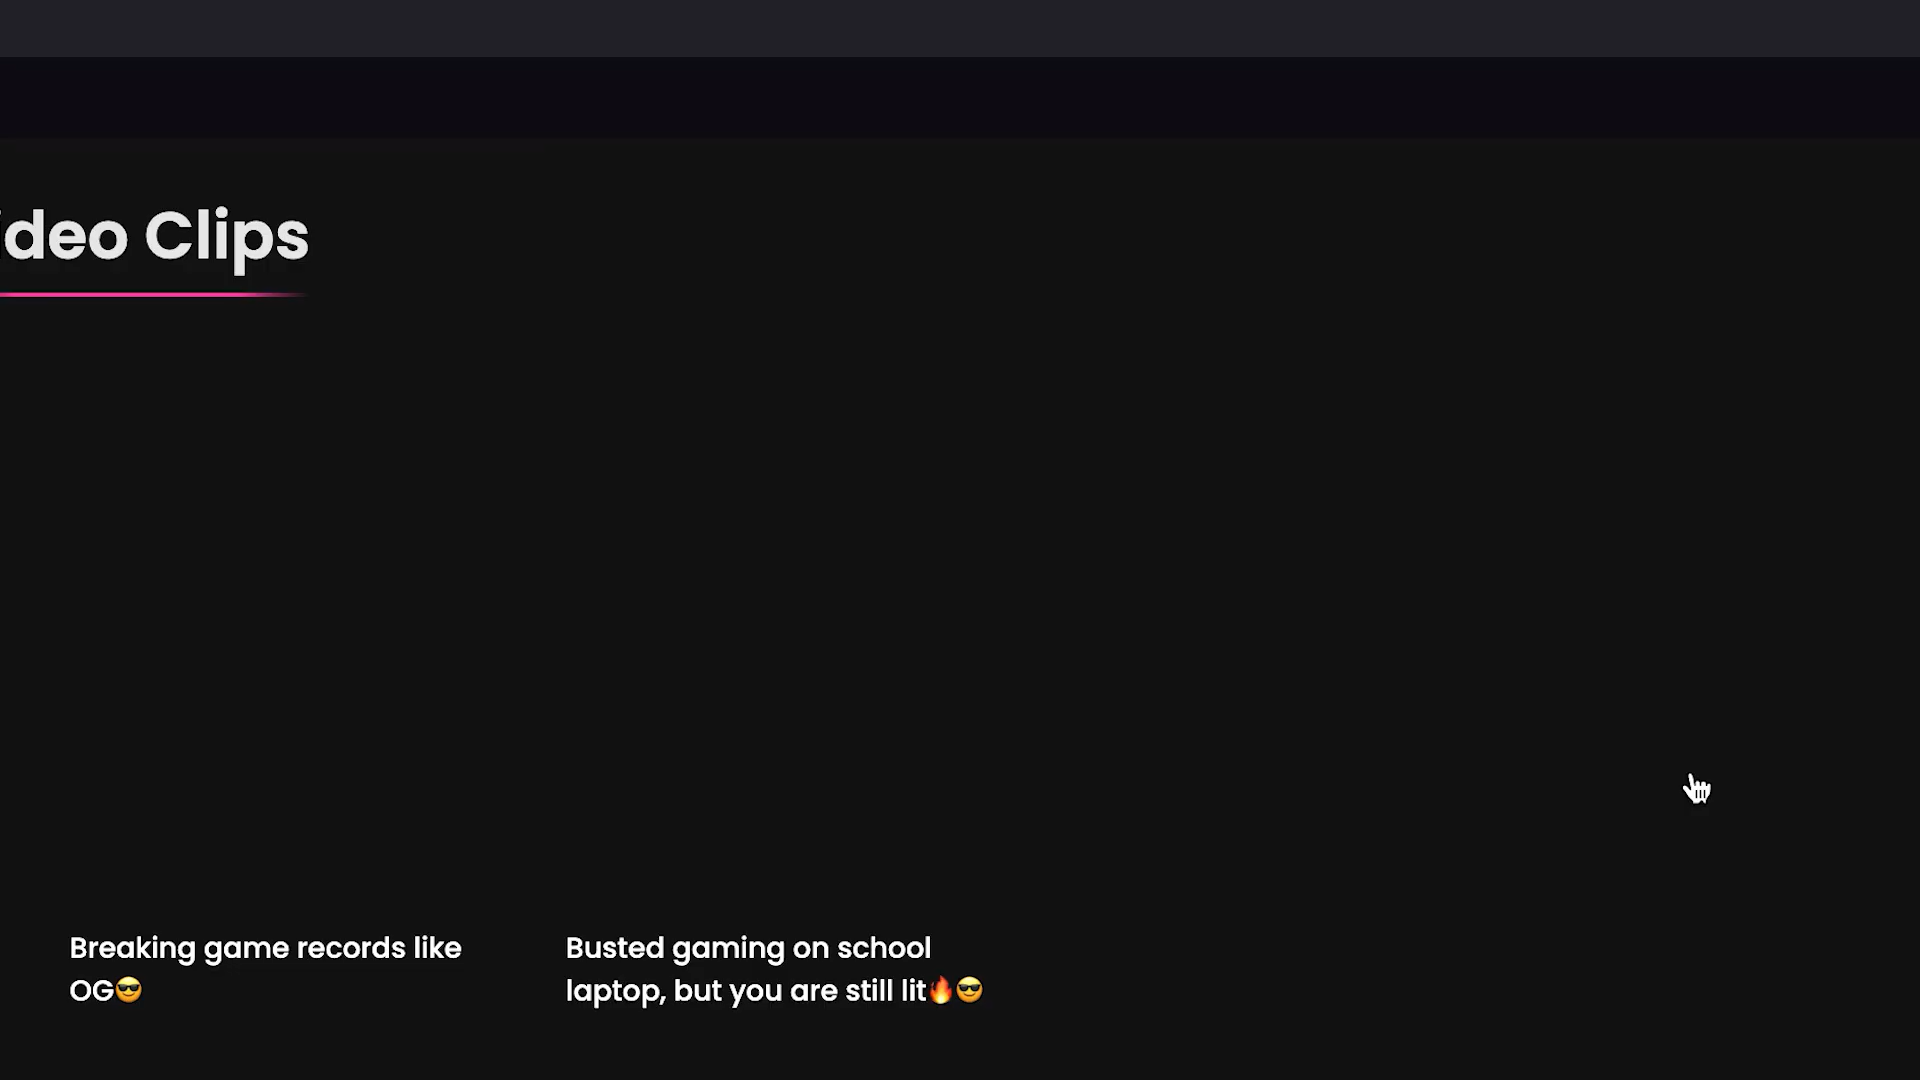 ideo Clips
Breaking game records like
OG😎
Busted gaming on school
laptop, but you are still lit🔥😎